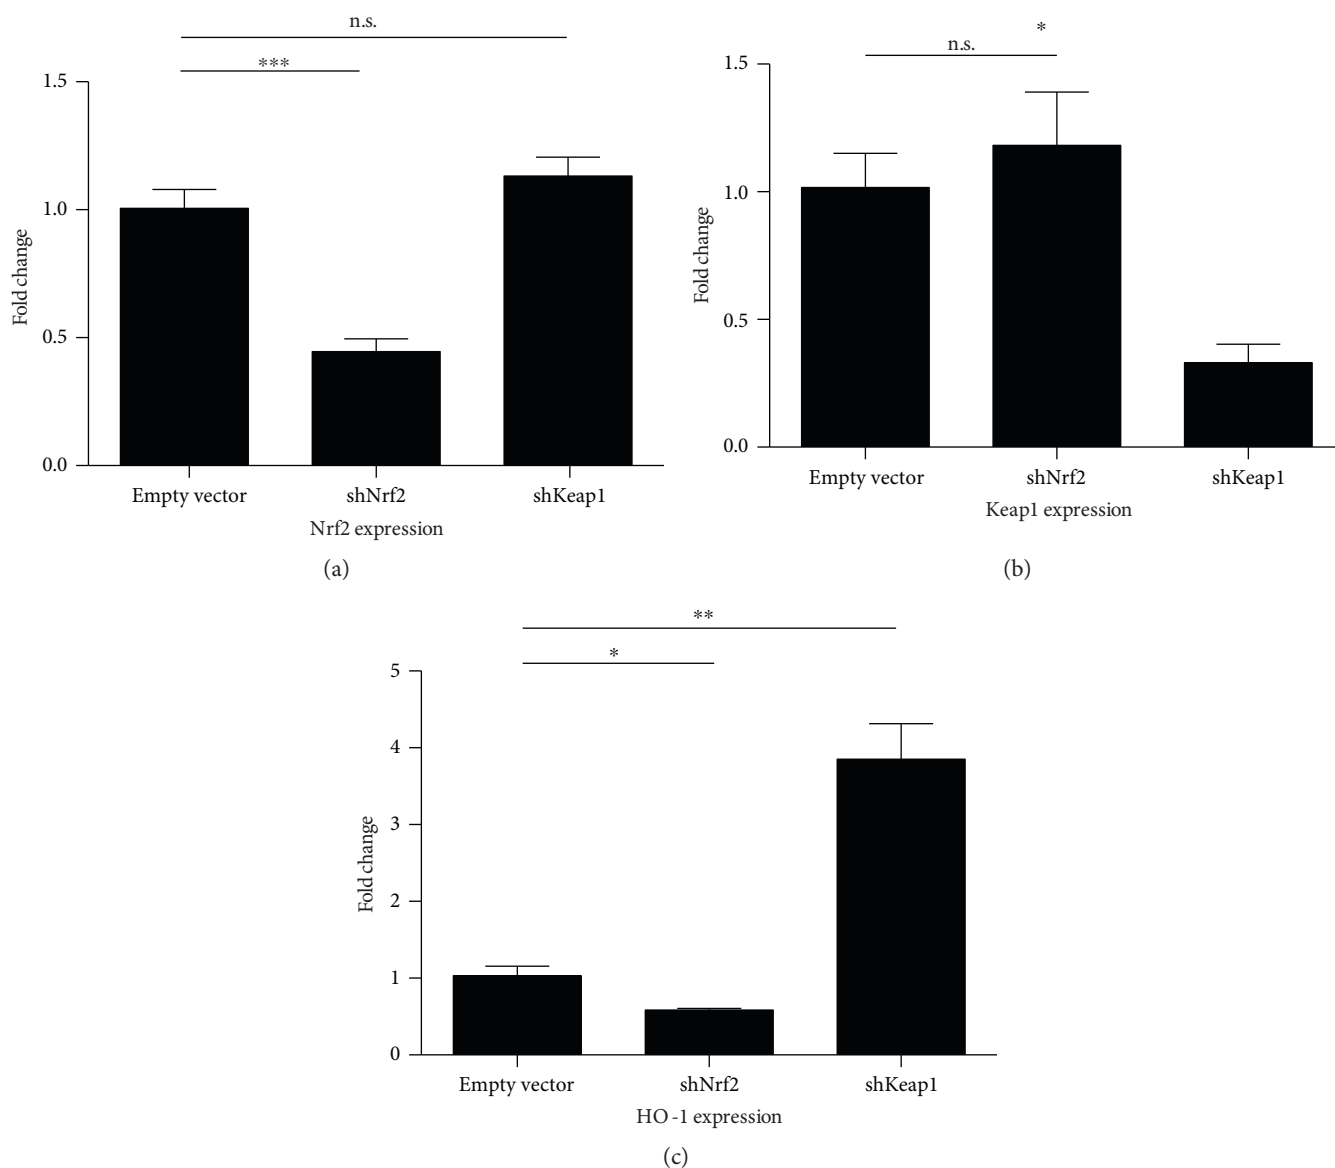 n.s.
***
1.5
1.0
0.5
0.0
Fold change
Empty vector
shNrf2
shKeap1
Nrf2 expression
(a)
*
n.s.
1.5
1.0
0.5
0.0
Fold change
Empty vector
shNrf2
shKeap1
Keap1 expression
(b)
**
*
5
4
3
2
1
0
Fold change
Empty vector
shNrf2
shKeap1
HO -1 expression
(c)